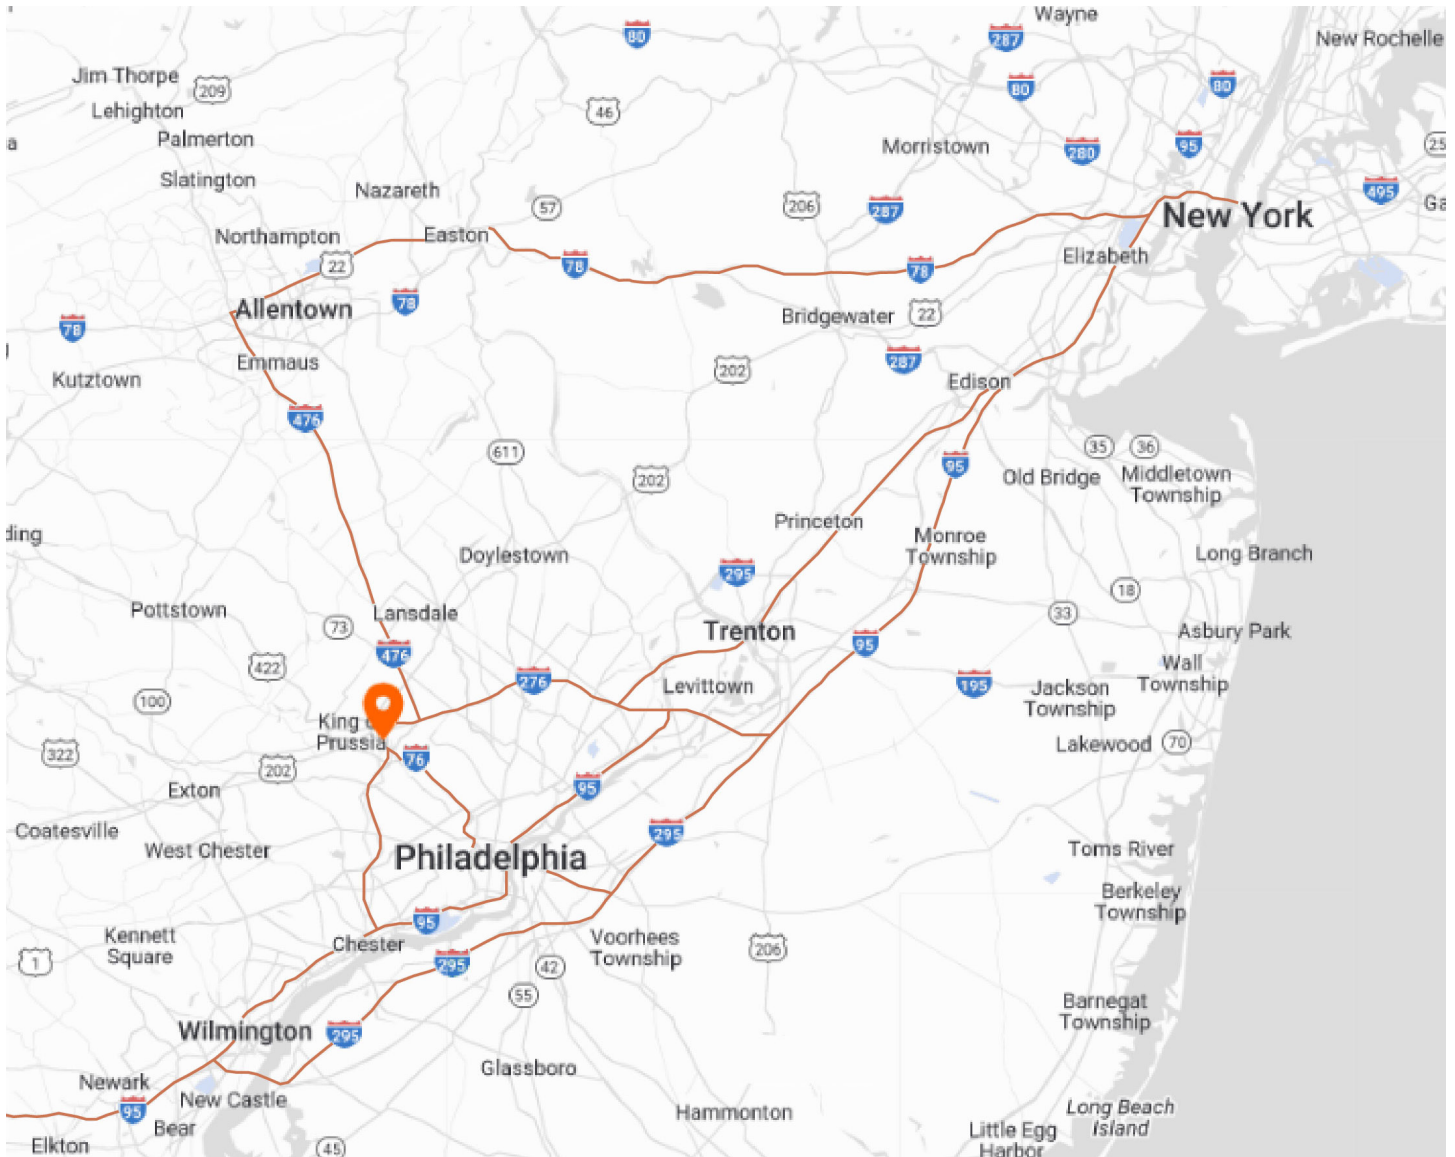 Wayne
80
287
New Rochelle
Jim Thorpe
209
80
80
Lehighton
46
Palmerton
Morristown
280
95
25
a
Slatington
Nazareth
495
57
206
287
Ga
New York
Northampton
Easton
22
78
78
Elizabeth
Allentown
78
Bridgewater
22
78
Emmaus
287
Kutztown
202
Edison
476
611
35
36
95
Old Bridge
Middletown
Township
202
Princeton
ding
Monroe
Township
Long Branch
Doylestown
295
18
Pottstown
Lansdale
73
33
Trenton
Asbury Park
95
476
422
Wall
Township
276
Levittown
195
Jackson
Township
100
King
Prussia
322
76
202
Lakewood
70
Exton
95
Coatesville
295
West Chester
Philadelphia
Toms River
Berkeley
Township
95
Kennett
Square
Chester
Voorhees
Township
206
1
295
42
55
Barnegat
Township
Wilmington
295
Glassboro
Newark
New Castle
95
Bear
Hammonton
Long Beach
Island
Elkton
45
Little Egg
Harbor